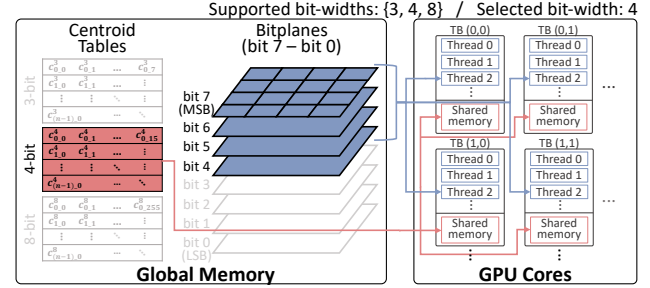 Supported bit-widths: {3, 4, 8} / Selected bit-width: 4
Centroid Tables
Bitplanes
(bit 7 – bit 0)
3-bit
c³₀_₀ c³₀_₁ ... c³₀_₇
c³₁_₀ c³₁_₁ ... ⋮
⋮ ⋮ ⋱ ⋮
c³₍ₙ₋₁₎_₀ ... ⋱
4-bit
c⁴₀_₀ c⁴₀_₁ ... c⁴₀_₁₅
c⁴₁_₀ c⁴₁_₁ ... ⋮
⋮ ⋮ ⋱ ⋮
c⁴₍ₙ₋₁₎_₀ ... ⋱
8-bit
c⁸₀_₀ c⁸₀_₁ ... c⁸₀_₂₅₅
c⁸₁_₀ c⁸₁_₁ ... ⋮
⋮ ⋮ ⋱ ⋮
c⁸₍ₙ₋₁₎_₀ ... ⋱
bit 7
(MSB)
bit 6
bit 5
bit 4
bit 3
bit 2
bit 1
bit 0
(LSB)
Global Memory
TB (0,0)
Thread 0
Thread 1
Thread 2
⋮
Shared
memory
TB (0,1)
Thread 0
Thread 1
Thread 2
⋮
Shared
memory
...
TB (1,0)
Thread 0
Thread 1
Thread 2
⋮
Shared
memory
⋮
TB (1,1)
Thread 0
Thread 1
Thread 2
⋮
Shared
memory
⋮
...
GPU Cores